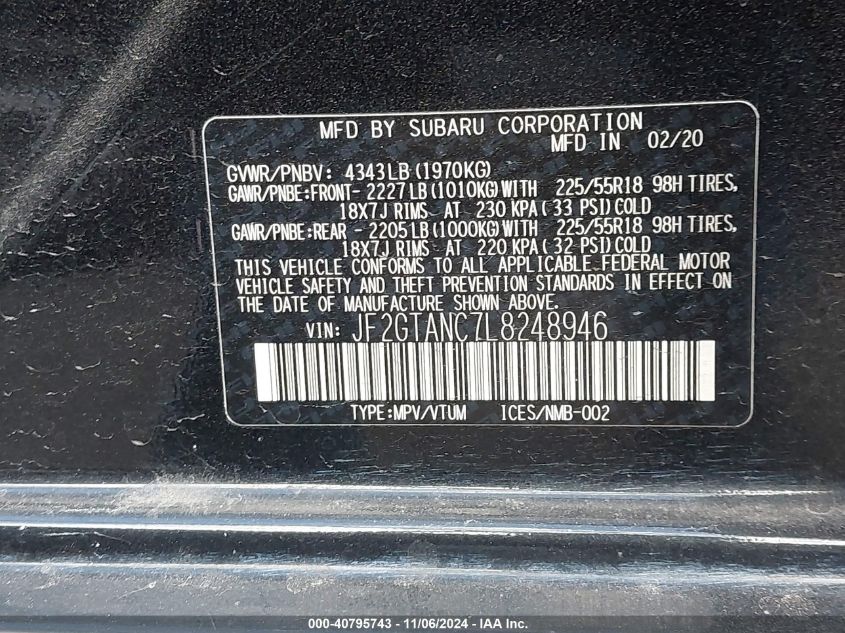 MFD BY SUBARU CORPORATION
MFD IN 02/20
GVWR/PNBV: 4343LB (1970KG)
GAWR/PNBE:FRONT- 2227LB (1010KG) WITH 225/55R18 98H TIRES,
18X7J RIMS AT 230 KPA ( 33 PSI) COLD
GAWR/PNBE:REAR - 2205LB (1000KG) WITH 225/55R18 98H TIRES,
18X7J RIMS AT 220 KPA ( 32 PSI) COLD
THIS VEHICLE CONFORMS TO ALL APPLICABLE FEDERAL MOTOR
VEHICLE SAFETY AND THEFT PREVENTION STANDARDS IN EFFECT ON
THE DATE OF MANUFACTURE SHOWN ABOVE.
VIN: JF2GTANC7L8248946
TYPE:MPV/VTUM ICES/NMB-002
000-40795743 - 11/06/2024 - IAA Inc.